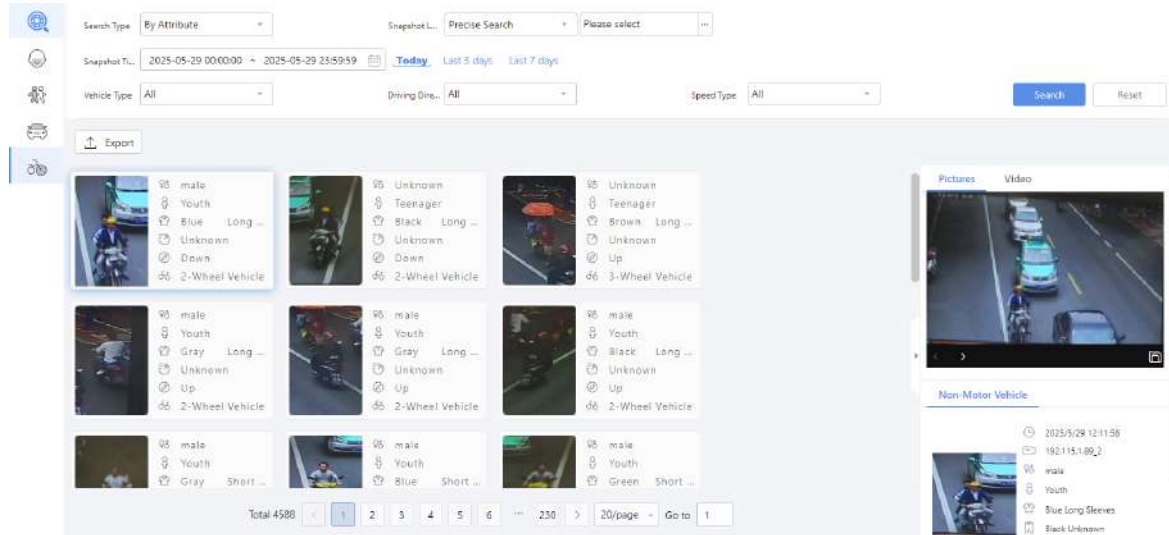 Search Type By Attribute Snapshot L... Precise Search Please select ...
Snapshot Ti... 2025-05-29 00:00:00 ~ 2025-05-29 23:59:59 Today Last 3 days Last 7 days
Vehicle Type All Driving Dire... All Speed Type All Search Reset
Export
male
Youth
Blue Long ...
Unknown
Down
2-Wheel Vehicle
Unknown
Teenager
Black Long ...
Unknown
Down
2-Wheel Vehicle
Unknown
Teenager
Brown Long ...
Unknown
Up
3-Wheel Vehicle
male
Youth
Gray Long ...
Unknown
Up
2-Wheel Vehicle
male
Youth
Gray Long ...
Unknown
Up
2-Wheel Vehicle
male
Youth
Black Long ...
Unknown
Up
2-Wheel Vehicle
male
Youth
Gray Short ...
male
Youth
Blue Short ...
male
Youth
Green Short ...
Total 4588 < 1 2 3 4 5 6 ... 230 > 20/page Go to 1
Pictures Video
Non-Motor Vehicle
2025/5/29 12:11:56
192.115.1.89_2
male
Youth
Blue Long Sleeves
Black Unknown